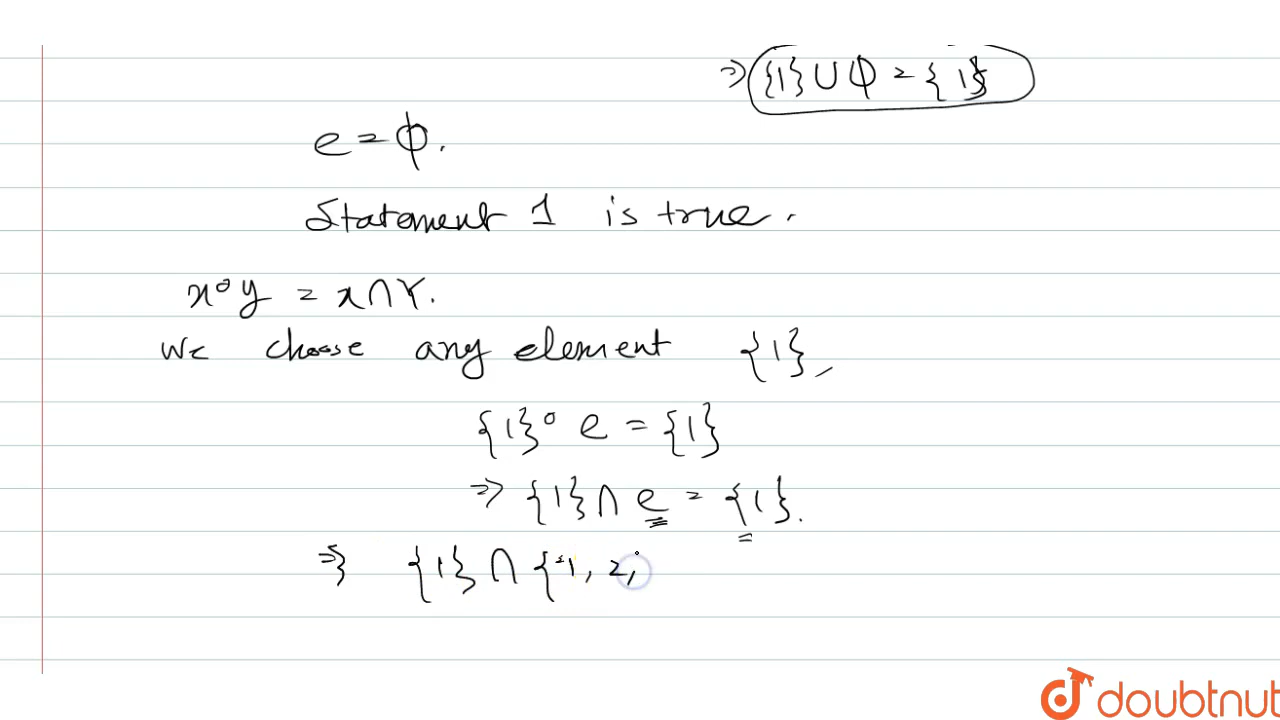 ⇒ {1} ∪ ϕ = {1}
e = ϕ.
Statement 1 is true.
x∘y = x ∩ Y.
We choose any element {1},
{1}∘ e = {1}
⇒ {1} ∩ e = {1}.
⇒ {1} ∩ {1, 2,
doubtnut